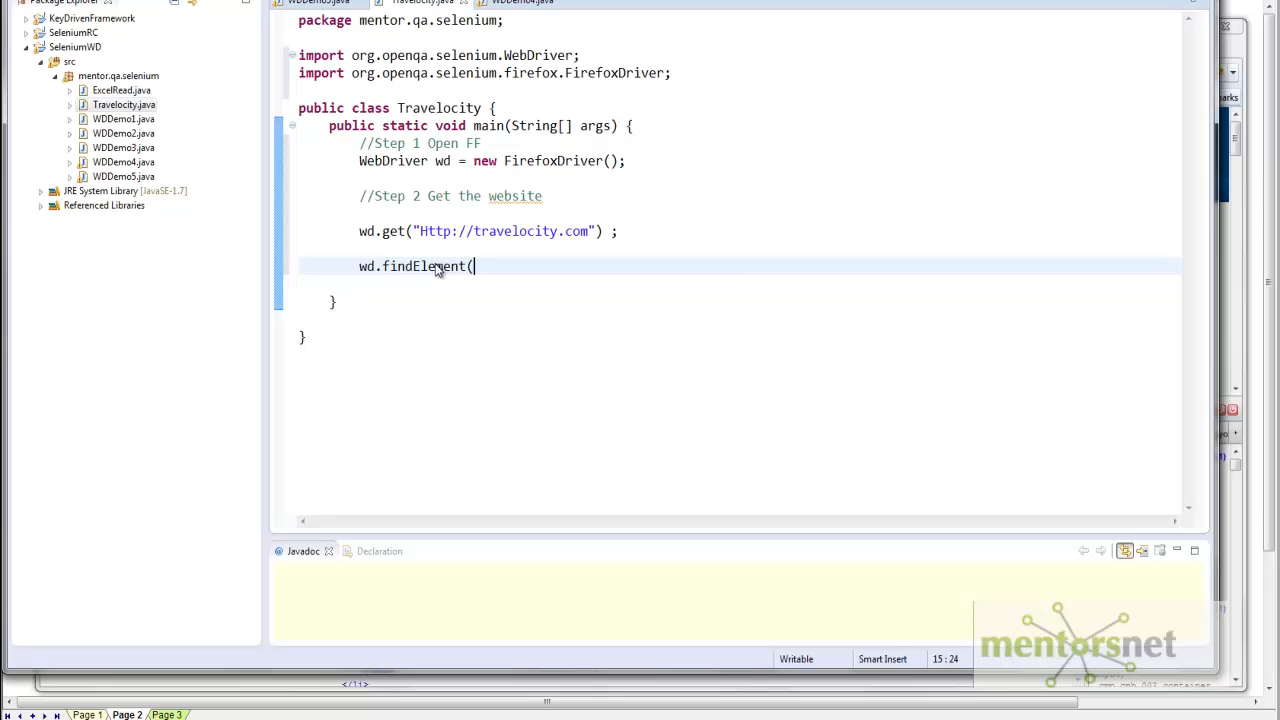 Package Explorer
WDDemo3.java
Travelocity.java
WDDemo4.java
KeyDrivenFramework
SeleniumRC
SeleniumWD
src
mentor.qa.selenium
ExcelRead.java
Travelocity.java
WDDemo1.java
WDDemo2.java
WDDemo3.java
WDDemo4.java
WDDemo5.java
JRE System Library [JavaSE-1.7]
Referenced Libraries
package mentor.qa.selenium;
import org.openqa.selenium.WebDriver;
import org.openqa.selenium.firefox.FirefoxDriver;
public class Travelocity {
public static void main(String[] args) {
//Step 1 Open FF
WebDriver wd = new FirefoxDriver();
//Step 2 Get the website
wd.get("Http://travelocity.com") ;
wd.findElement(
}
}
Javadoc
Declaration
Writable
Smart Insert
15 : 24
mentorsnet
</li>
Page 1
Page 2
Page 3